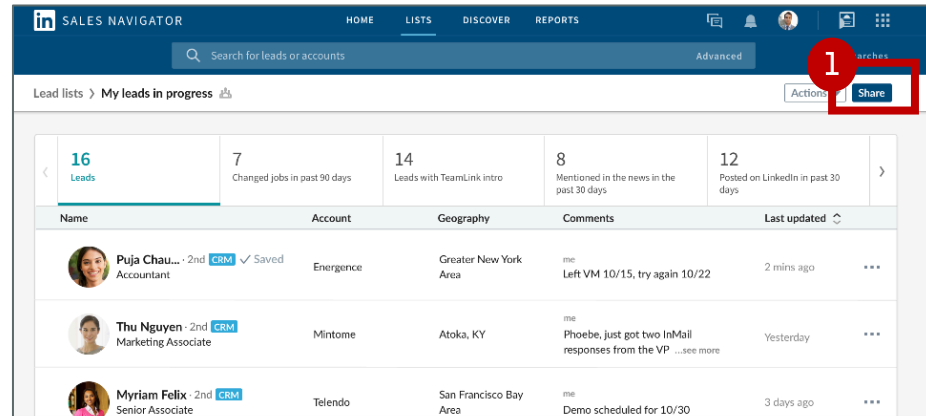 in SALES NAVIGATOR HOME LISTS DISCOVER REPORTS
Search for leads or accounts Advanced
1
Lead lists > My leads in progress Actions Share
16 7 14 8 12
Leads Changed jobs in past 90 days Leads with TeamLink intro Mentioned in the news in the Posted on LinkedIn in past 30
past 30 days days
Name Account Geography Comments Last updated
Puja Chau... · 2nd CRM ✓ Saved
Accountant
Energence
Greater New York
Area
me
Left VM 10/15, try again 10/22
2 mins ago
Thu Nguyen · 2nd CRM
Marketing Associate
Mintome
Atoka, KY
me
Phoebe, just got two InMail
responses from the VP ...see more
Yesterday
Myriam Felix · 2nd CRM
Senior Associate
Telendo
San Francisco Bay
Area
me
Demo scheduled for 10/30
3 days ago